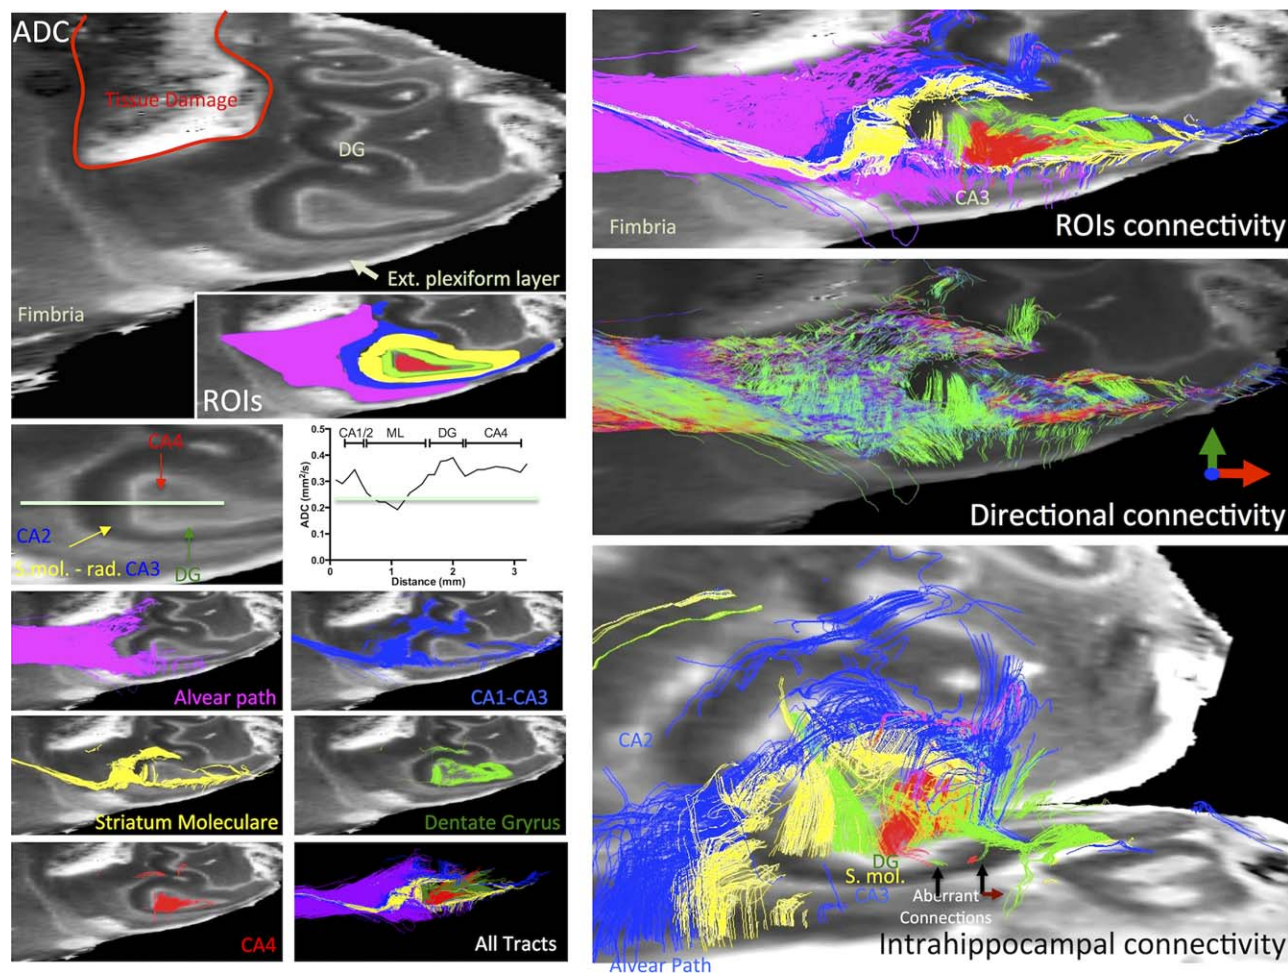 ADC
Tissue Damage
DG
Ext. plexiform layer
Fimbria
ROIs
CA4
CA2
S.mol. - rad. CA3
DG
0.5
0.4
0.3
0.2
0.1
0.0
ADC (mm²/s)
CA1/2 ML DG CA4
0 1 2 3
Distance (mm)
Alvear path
CA1-CA3
Striatum Moleculare
Dentate Gryrus
CA4
All Tracts
CA3
Fimbria
ROIs connectivity
Directional connectivity
CA2
DG
S. mol.
CA3
Aberrant
Connections
Intrahippocampal connectivity
Alvear Path